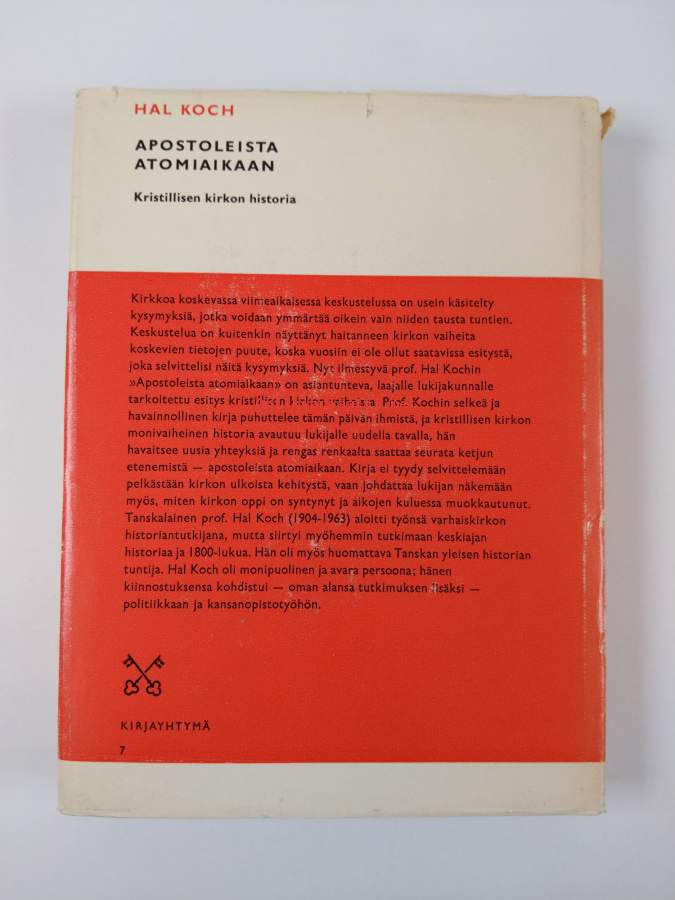 HAL KOCH
APOSTOLEISTA
ATOMIAIKAAN
Kristillisen kirkon historia
Kirkkoa koskevassa viimeaikaisessa keskustelussa on usein käsitelty
kysymyksiä, jotka voidaan ymmärtää oikein vain niiden tausta tuntien.
Keskustelua on kuitenkin näyttänyt haitanneen kirkon vaiheita
koskevien tietojen puute, koska vuosiin ei ole ollut saatavissa esitystä,
joka selvittelisi näitä kysymyksiä. Nyt ilmestyvä prof. Hal Kochin
»Apostoleista atomiaikaan» on asiantunteva, laajalle lukijakunnalle
tarkoitettu esitys kristillisen kirkon vaiheista. Prof. Kochin selkeä ja
havainnollinen kirja puhuttelee tämän päivän ihmistä, ja kristillisen kirkon
monivaiheinen historia avautuu lukijalle uudella tavalla, hän
havaitsee uusia yhteyksiä ja rengas renkaalta saattaa seurata ketjun
etenemistä — apostoleista atomiaikaan. Kirja ei tyydy selvittelemään
pelkästään kirkon ulkoista kehitystä, vaan johdattaa lukijan näkemään
myös, miten kirkon oppi on syntynyt ja aikojen kuluessa muokkautunut.
Tanskalainen prof. Hal Koch (1904-1963) aloitti työnsä varhaiskirkon
historiantutkijana, mutta siirtyi myöhemmin tutkimaan keskiajan
historiaa ja 1800-lukua. Hän oli myös huomattava Tanskan yleisen historian
tuntija. Hal Koch oli monipuolinen ja avara persoona; hänen
kiinnostuksensa kohdistui — oman alansa tutkimuksen lisäksi —
politiikkaan ja kansanopistotyöhön.
KIRJAYHTYMÄ
7